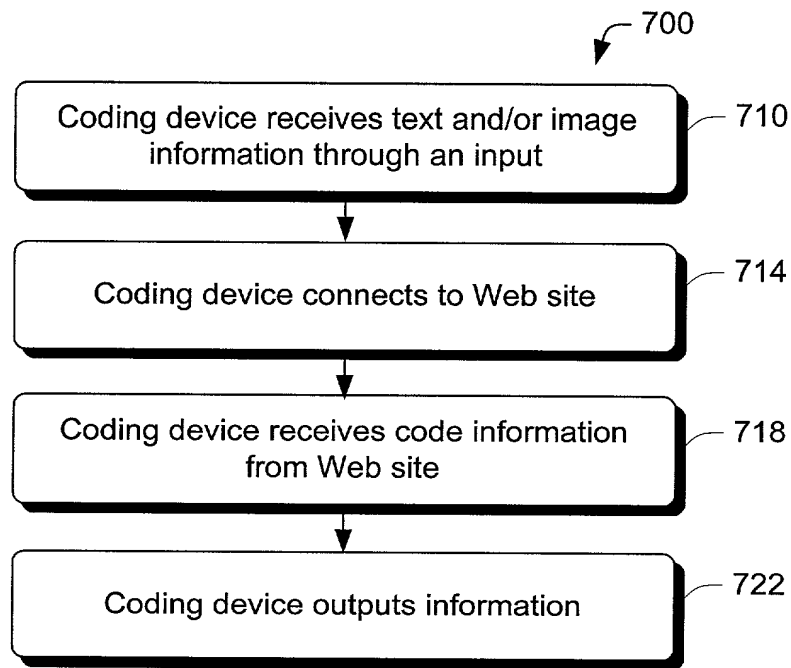 700
Coding device receives text and/or image
information through an input
710
Coding device connects to Web site
714
Coding device receives code information
from Web site
718
Coding device outputs information
722